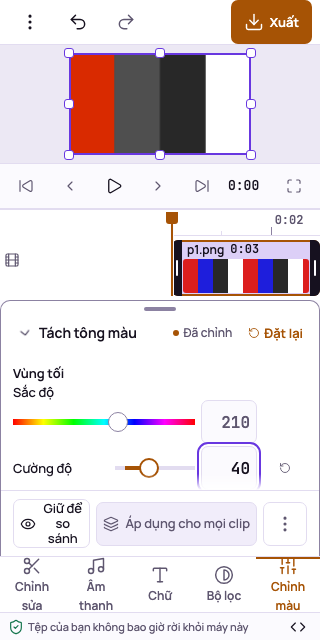 Xuất
0:00
0:02
p1.png 0:03
Tách tông màu
Đã chỉnh
Đặt lại
Vùng tối
Sắc độ
210
Cường độ
40
Giữ để
so
sánh
Áp dụng cho mọi clip
Chỉnh
sửa
Âm
thanh
Chữ
Bộ lọc
Chỉnh
màu
Tệp của bạn không bao giờ rời khỏi máy này